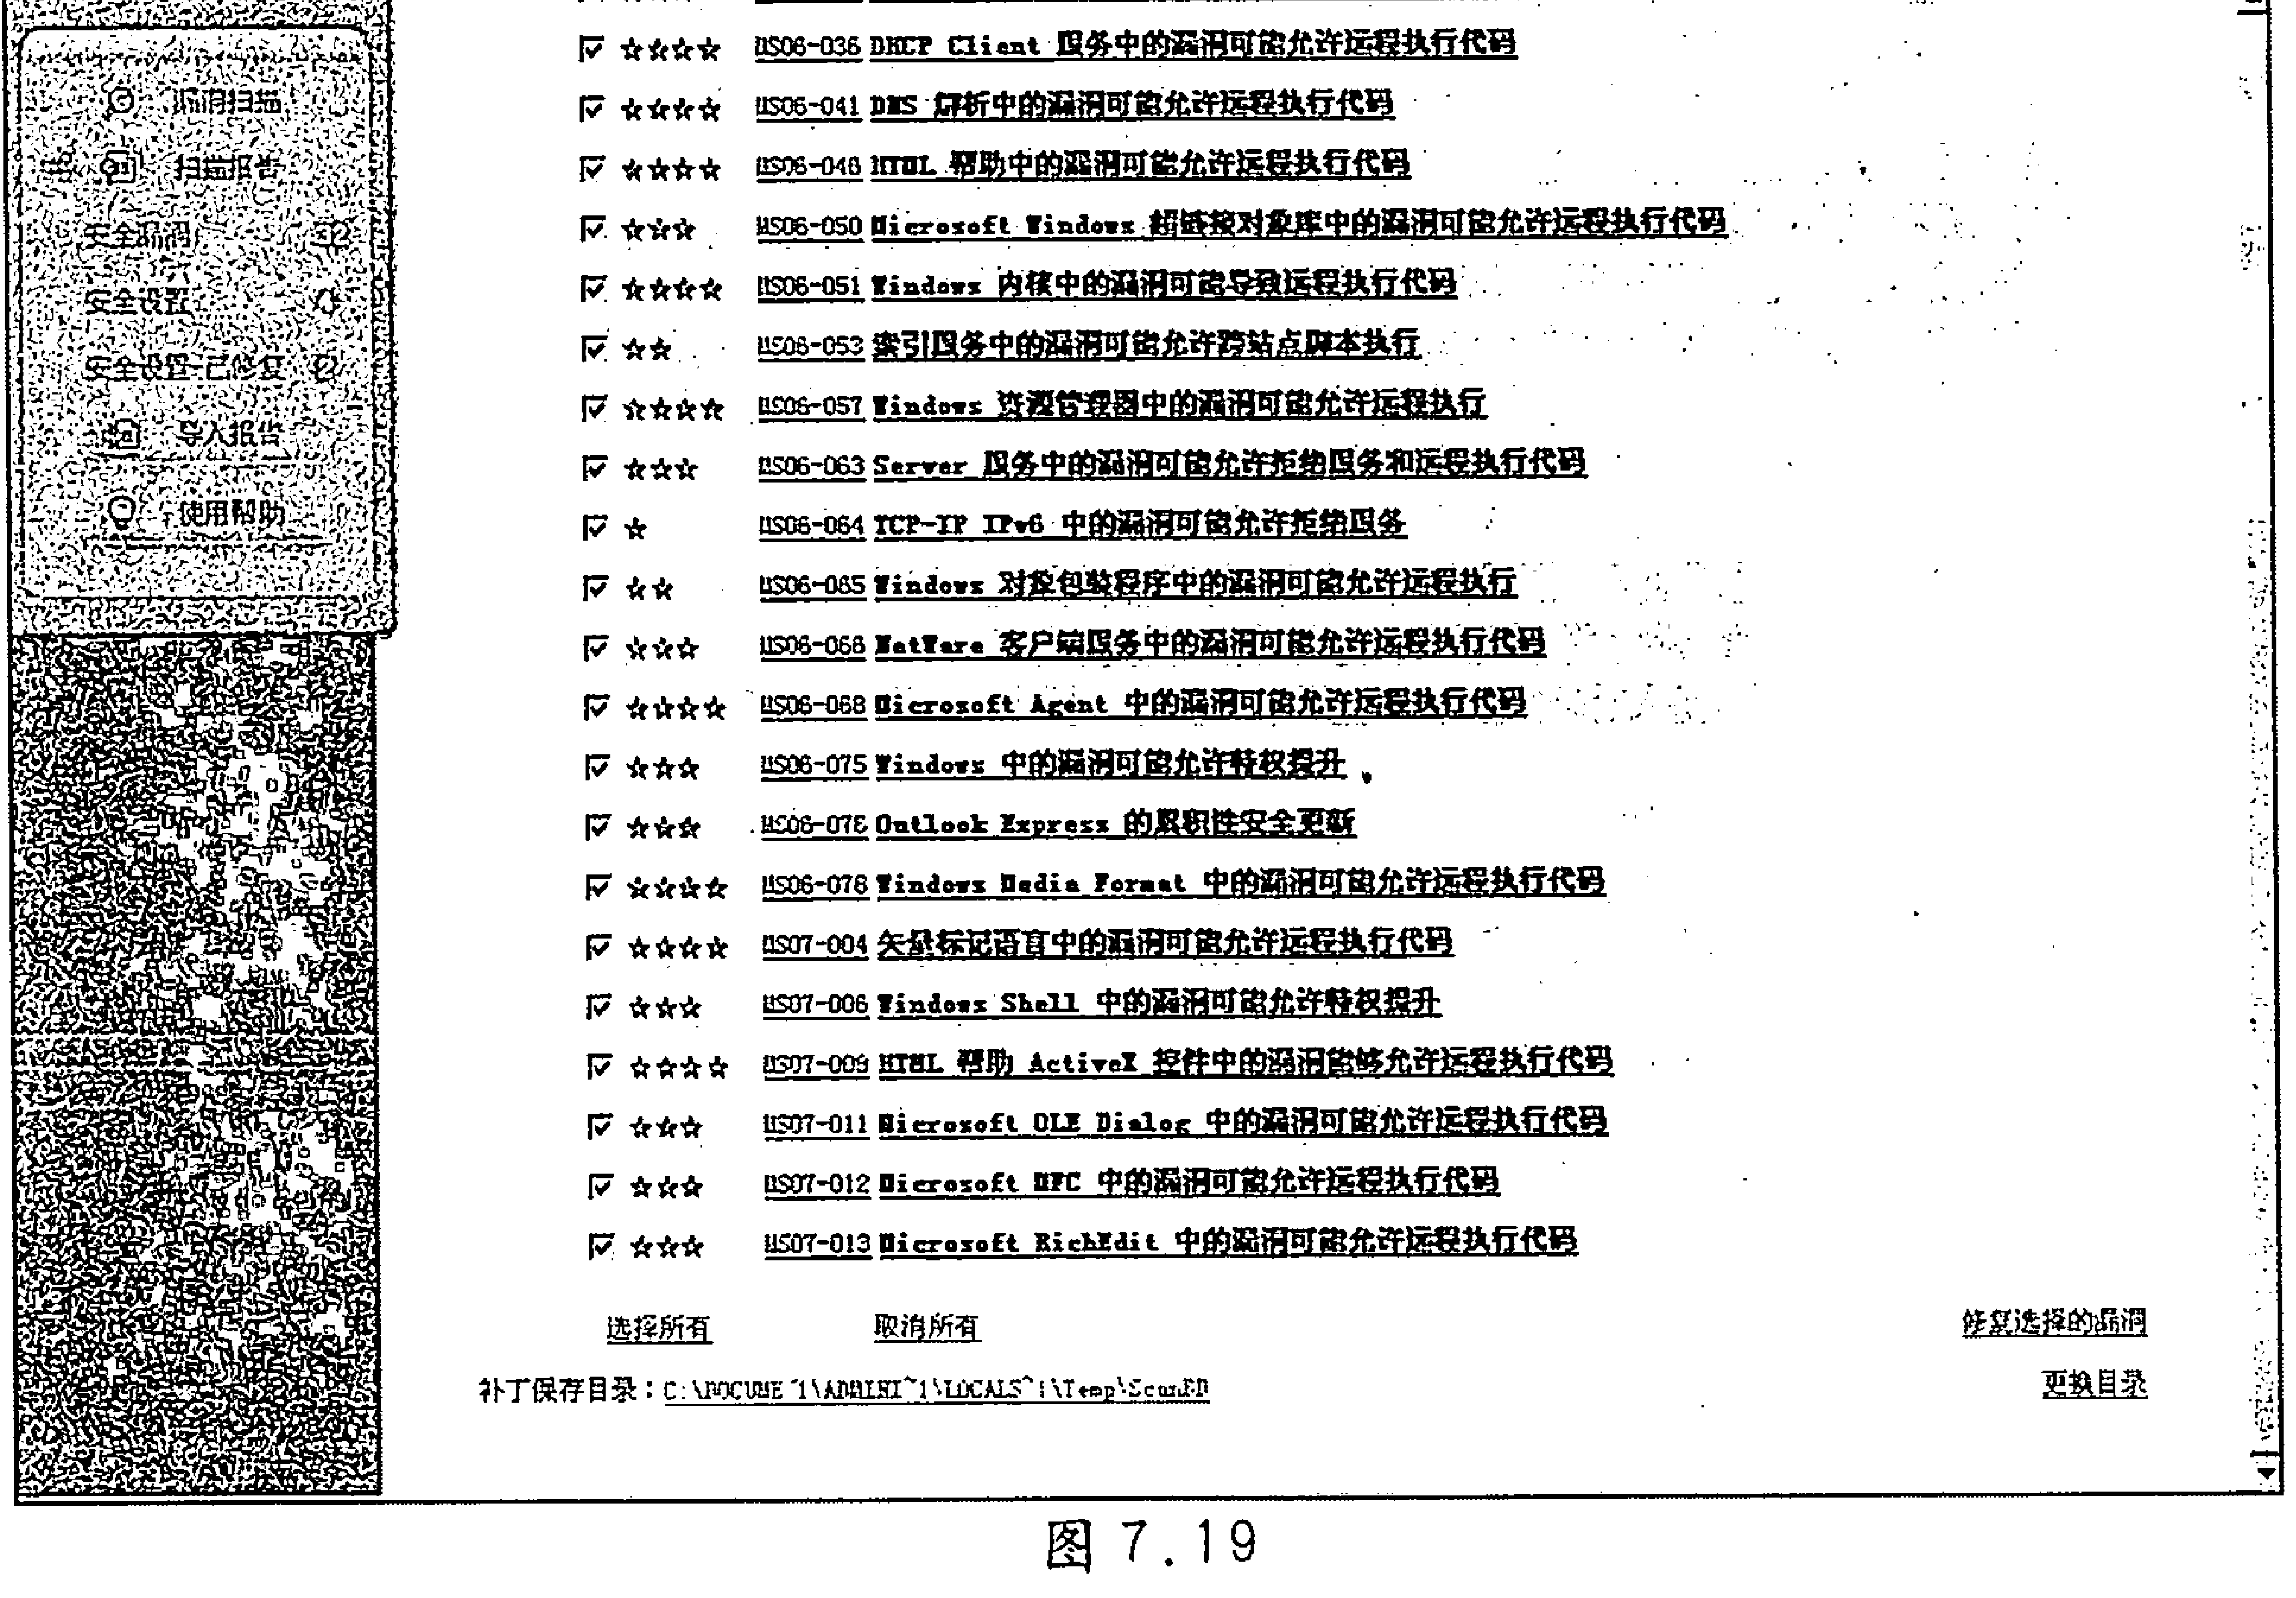 漏洞扫描
扫描报告
安全漏洞
安全设置
安全设置-已修复
导入报告
使用帮助
☆☆☆☆ MS06-036 DHCP Client 服务中的漏洞可能允许远程执行代码
☆☆☆☆ MS06-041 DNS 解析中的漏洞可能允许远程执行代码
☆☆☆☆ MS06-046 HTML 帮助中的漏洞可能允许远程执行代码
☆☆☆ MS06-050 Microsoft Windows 超链接对象库中的漏洞可能允许远程执行代码
☆☆☆☆ MS06-051 Windows 内核中的漏洞可能导致远程执行代码
☆☆ MS06-053 索引服务中的漏洞可能允许跨站点脚本执行
☆☆☆☆ MS06-057 Windows 资源管理器中的漏洞可能允许远程执行
☆☆☆ MS06-063 Server 服务中的漏洞可能允许拒绝服务和远程执行代码
☆ MS06-064 TCP-IP IPv6 中的漏洞可能允许拒绝服务
☆☆ MS06-065 Windows 对象包装程序中的漏洞可能允许远程执行
☆☆☆ MS06-066 NetWare 客户端服务中的漏洞可能允许远程执行代码
☆☆☆☆ MS06-068 Microsoft Agent 中的漏洞可能允许远程执行代码
☆☆☆ MS06-075 Windows 中的漏洞可能允许特权提升
☆☆☆ MS06-076 Outlook Express 的累积性安全更新
☆☆☆☆ MS06-078 Windows Media Format 中的漏洞可能允许远程执行代码
☆☆☆☆ MS07-004 矢量标记语言中的漏洞可能允许远程执行代码
☆☆☆ MS07-006 Windows Shell 中的漏洞可能允许特权提升
☆☆☆☆ MS07-008 HTML 帮助 ActiveX 控件中的漏洞能够允许远程执行代码
☆☆☆ MS07-011 Microsoft OLE Dialog 中的漏洞可能允许远程执行代码
☆☆☆ MS07-012 Microsoft MFC 中的漏洞可能允许远程执行代码
☆☆☆ MS07-013 Microsoft RichEdit 中的漏洞可能允许远程执行代码
选择所有 取消所有 修复选择的漏洞
补丁保存目录：C:\DOCUME~1\ADMINI~1\LOCALS~1\Temp\ScanPD 更换目录
图 7.19